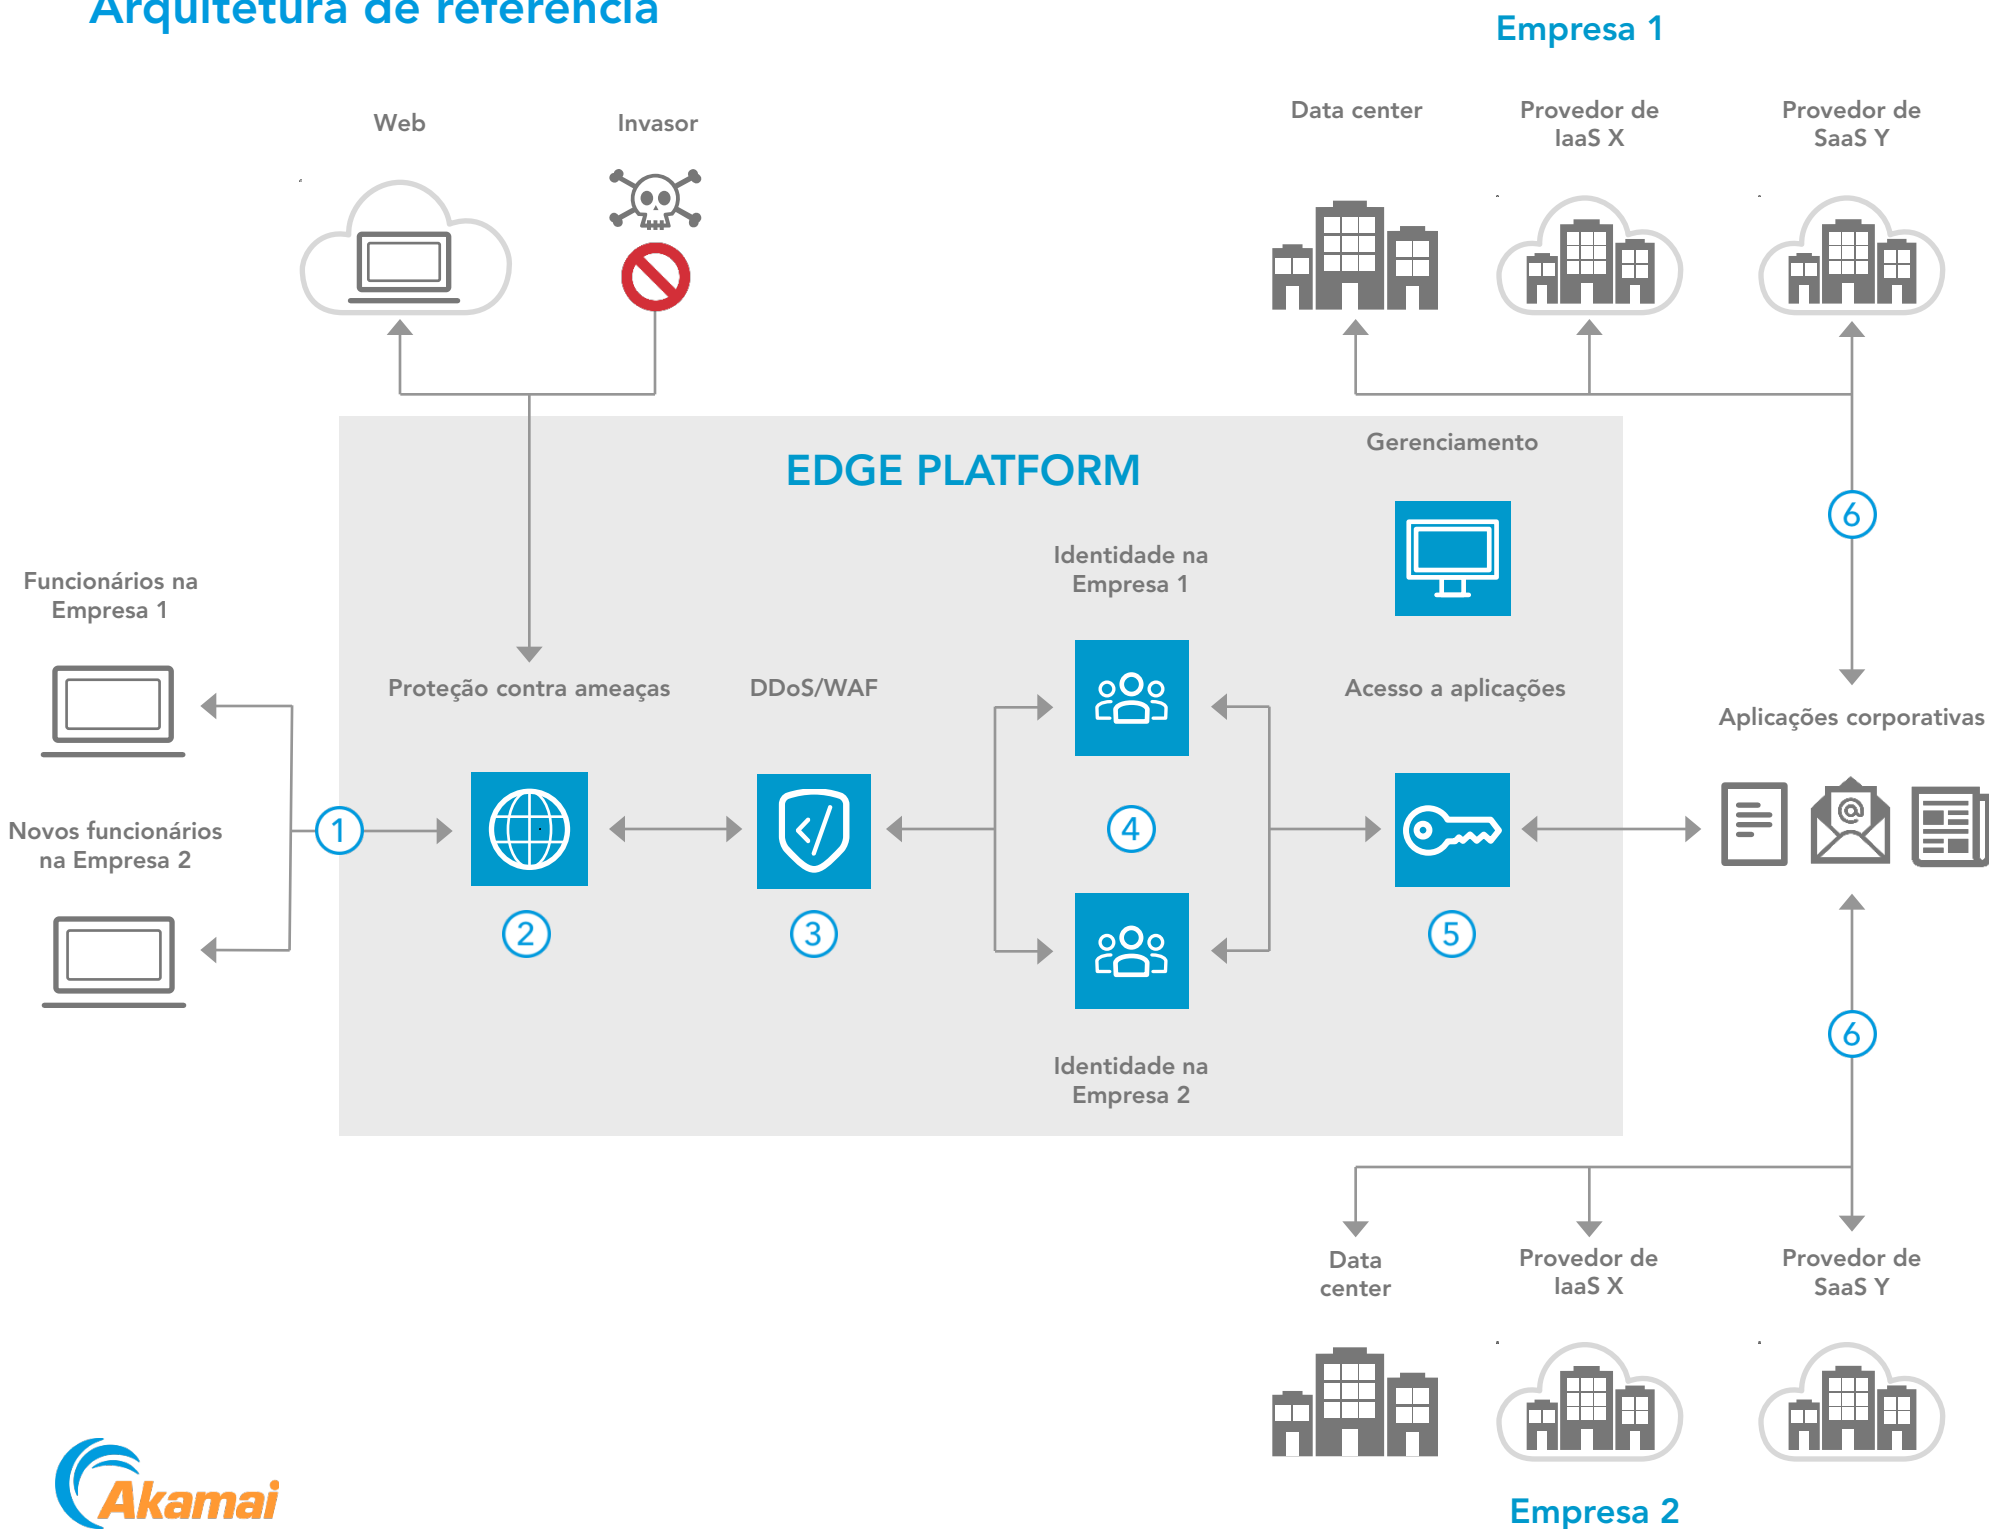 Arquitetura de referência
Empresa 1
Web
Invasor
Data center
Provedor de
IaaS X
Provedor de
SaaS Y
EDGE PLATFORM
Gerenciamento
6
Identidade na
Empresa 1
Funcionários na
Empresa 1
Proteção contra ameaças
DDoS/WAF
Acesso a aplicações
Aplicações corporativas
Novos funcionários
na Empresa 2
1
4
@
2
3
5
6
Identidade na
Empresa 2
Data
center
Provedor de
IaaS X
Provedor de
SaaS Y
Akamai
Empresa 2